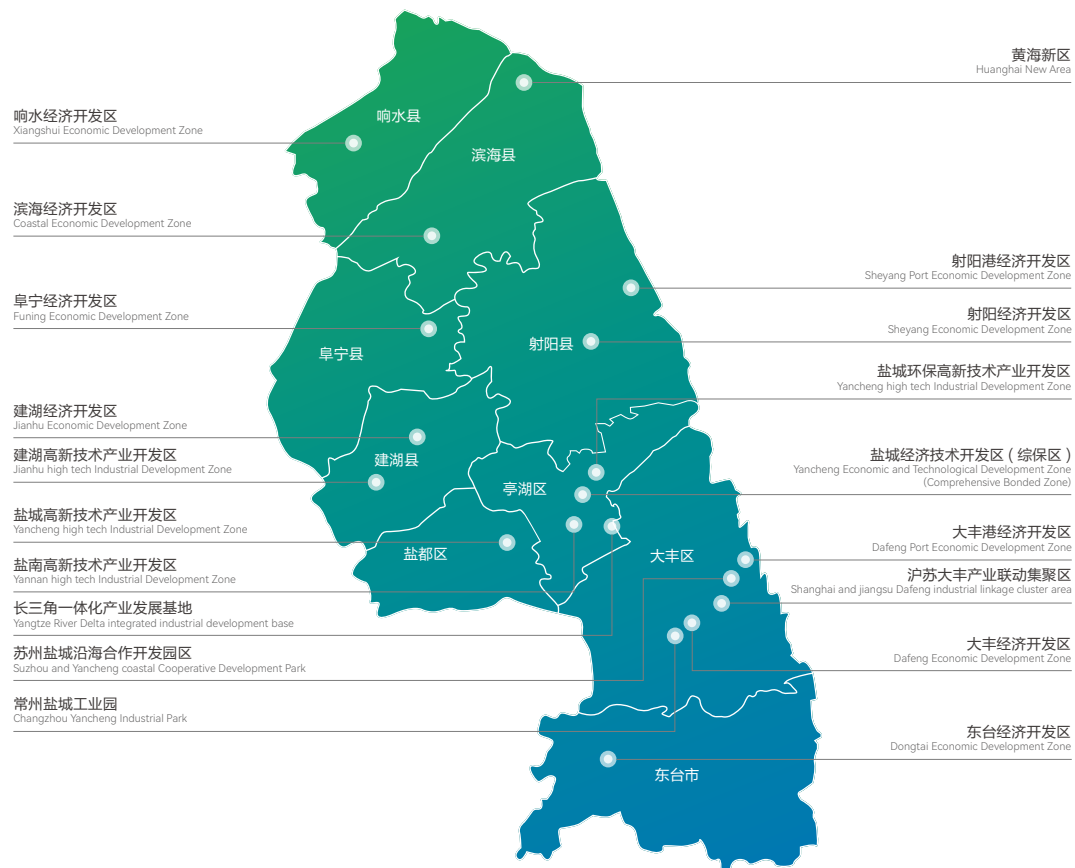 黄海新区
Huanghai New Area
响水经济开发区
Xiangshui Economic Development Zone
响水县
滨海县
滨海经济开发区
Coastal Economic Development Zone
射阳港经济开发区
Sheyang Port Economic Development Zone
阜宁经济开发区
Funing Economic Development Zone
射阳经济开发区
Sheyang Economic Development Zone
阜宁县
射阳县
盐城环保高新技术产业开发区
Yancheng high tech Industrial Development Zone
建湖经济开发区
Jianhu Economic Development Zone
建湖高新技术产业开发区
Jianhu high tech Industrial Development Zone
建湖县
盐城经济技术开发区 ( 综保区 )
Yancheng Economic and Technological Development Zone
(Comprehensive Bonded Zone)
亭湖区
盐城高新技术产业开发区
Yancheng high tech Industrial Development Zone
盐都区
大丰区
大丰港经济开发区
Dafeng Port Economic Development Zone
盐南高新技术产业开发区
Yannan high tech Industrial Development Zone
沪苏大丰产业联动集聚区
Shanghai and jiangsu Dafeng industrial linkage cluster area
长三角一体化产业发展基地
Yangtze River Delta integrated industrial development base
苏州盐城沿海合作开发园区
Suzhou and Yancheng coastal Cooperative Development Park
大丰经济开发区
Dafeng Economic Development Zone
常州盐城工业园
Changzhou Yancheng Industrial Park
东台经济开发区
Dongtai Economic Development Zone
东台市